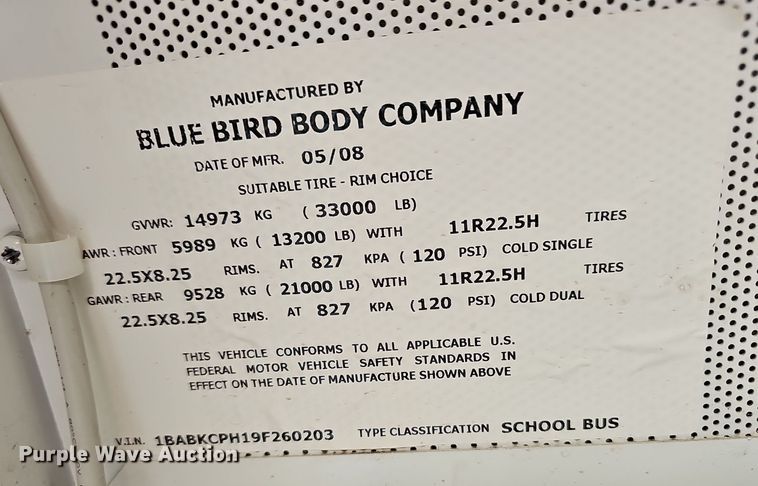 MANUFACTURED BY
BLUE BIRD BODY COMPANY
DATE OF MFR. 05/08
SUITABLE TIRE - RIM CHOICE
GVWR: 14973 KG ( 33000 LB)
AWR: FRONT 5989 KG ( 13200 LB) WITH 11R22.5H TIRES
22.5X8.25 RIMS. AT 827 KPA ( 120 PSI) COLD SINGLE
GAWR: REAR 9528 KG ( 21000 LB) WITH 11R22.5H TIRES
22.5X8.25 RIMS. AT 827 KPA (120 PSI) COLD DUAL
THIS VEHICLE CONFORMS TO ALL APPLICABLE U.S.
FEDERAL MOTOR VEHICLE SAFETY STANDARDS IN
EFFECT ON THE DATE OF MANUFACTURE SHOWN ABOVE
V.I.N. 1BABKCPH19F260203 TYPE CLASSIFICATION SCHOOL BUS
Purple Wave Auction